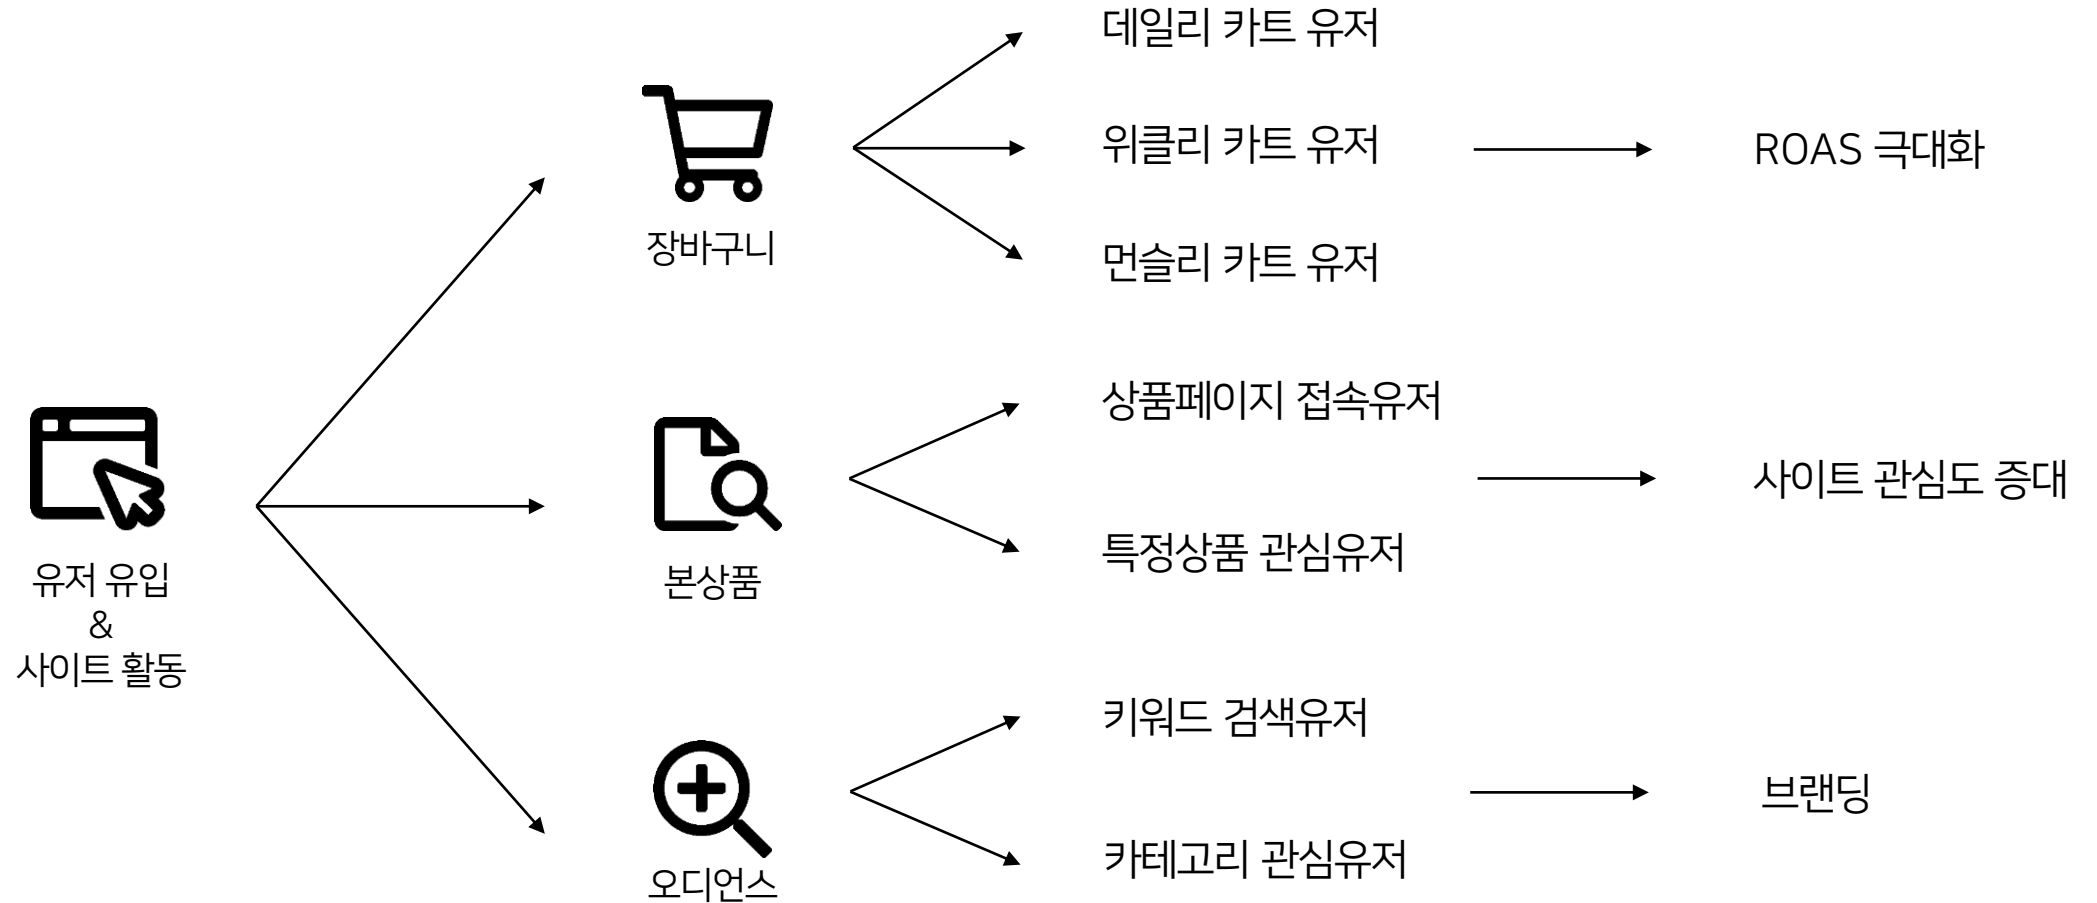 데일리 카트 유저
위클리 카트 유저
ROAS 극대화
장바구니
먼슬리 카트 유저
상품페이지 접속유저
사이트 관심도 증대
특정상품 관심유저
유저 유입
&
사이트 활동
본상품
키워드 검색유저
브랜딩
카테고리 관심유저
오디언스